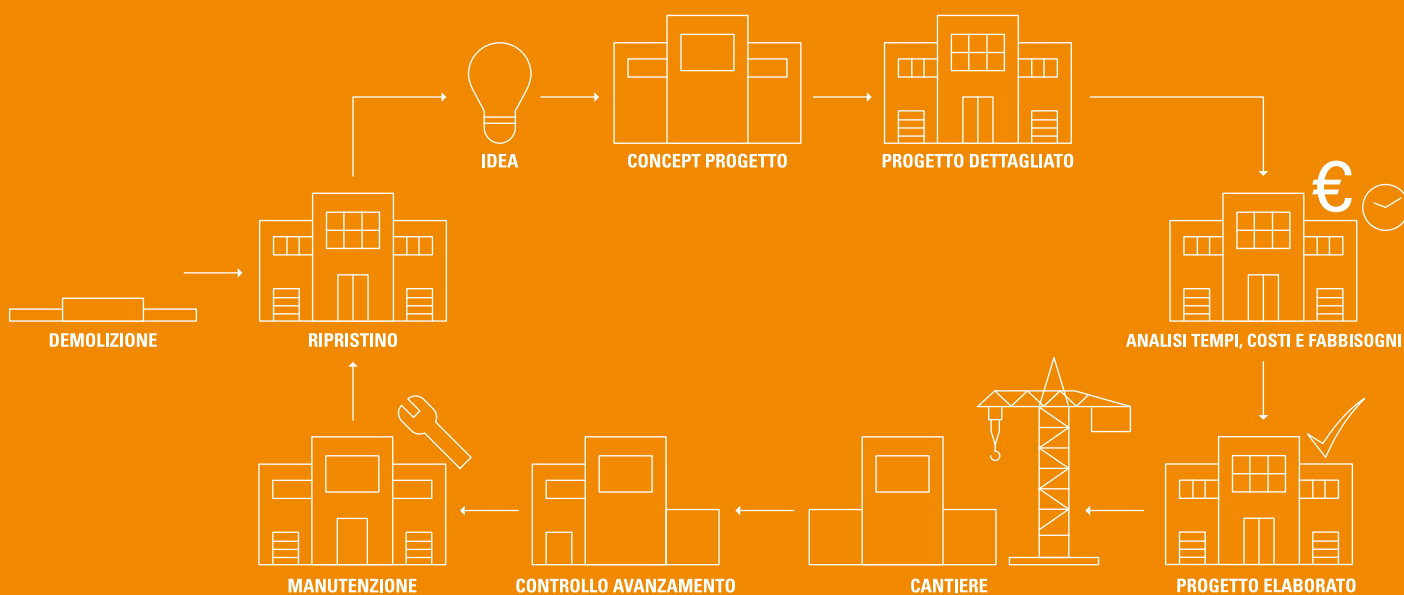 IDEA
CONCEPT PROGETTO
PROGETTO DETTAGLIATO
€
DEMOLIZIONE
RIPRISTINO
ANALISI TEMPI, COSTI E FABBISOGNI
MANUTENZIONE
CONTROLLO AVANZAMENTO
CANTIERE
PROGETTO ELABORATO